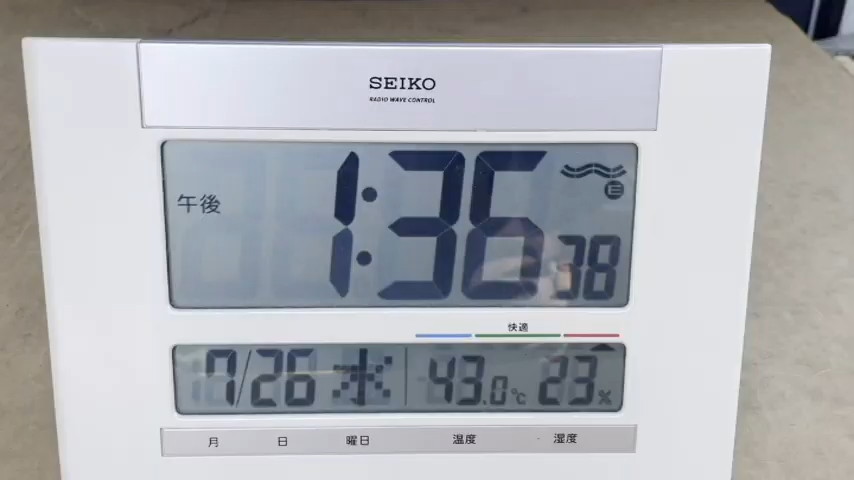 SEIKO
RADIO WAVE CONTROL
午後 1:36 38
快適
7/26 水 43.0℃ 23%
月 日 曜日 温度 湿度